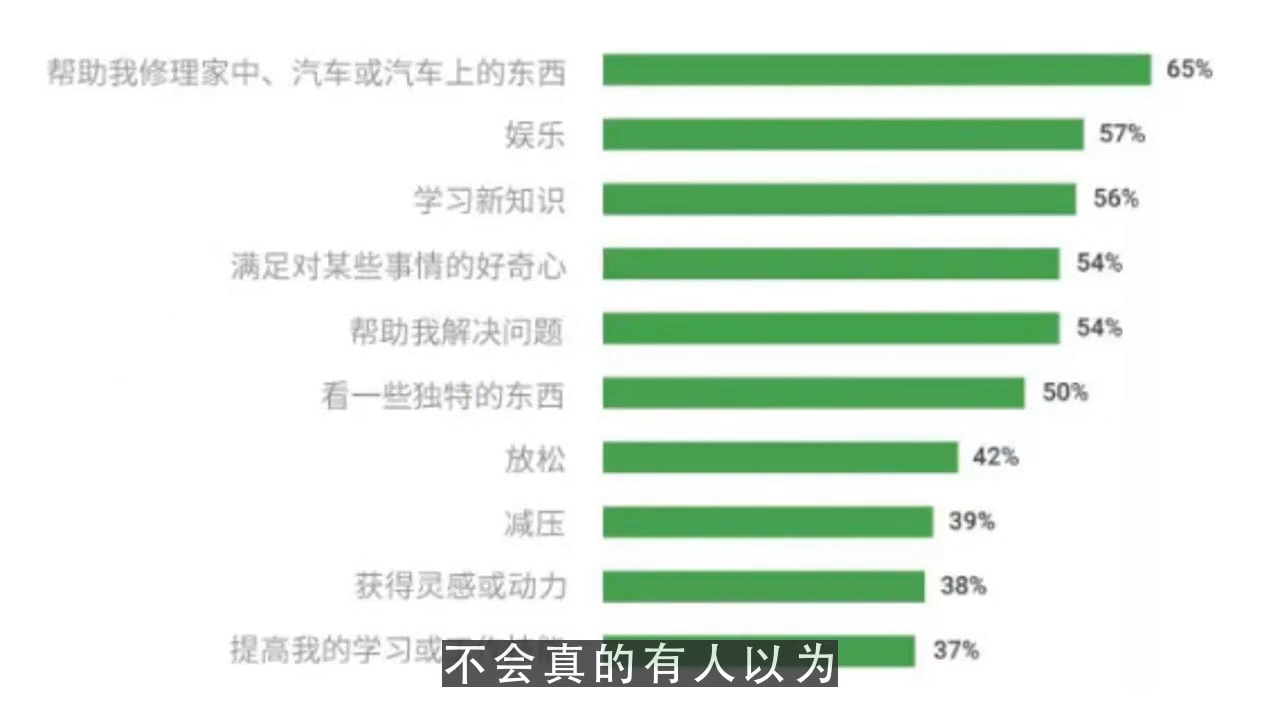 帮助我修理家中、汽车或汽车上的东西 65%
娱乐 57%
学习新知识 56%
满足对某些事情的好奇心 54%
帮助我解决问题 54%
看一些独特的东西 50%
放松 42%
减压 39%
获得灵感或动力 38%
提高我的学习或 37%
不会真的有人以为